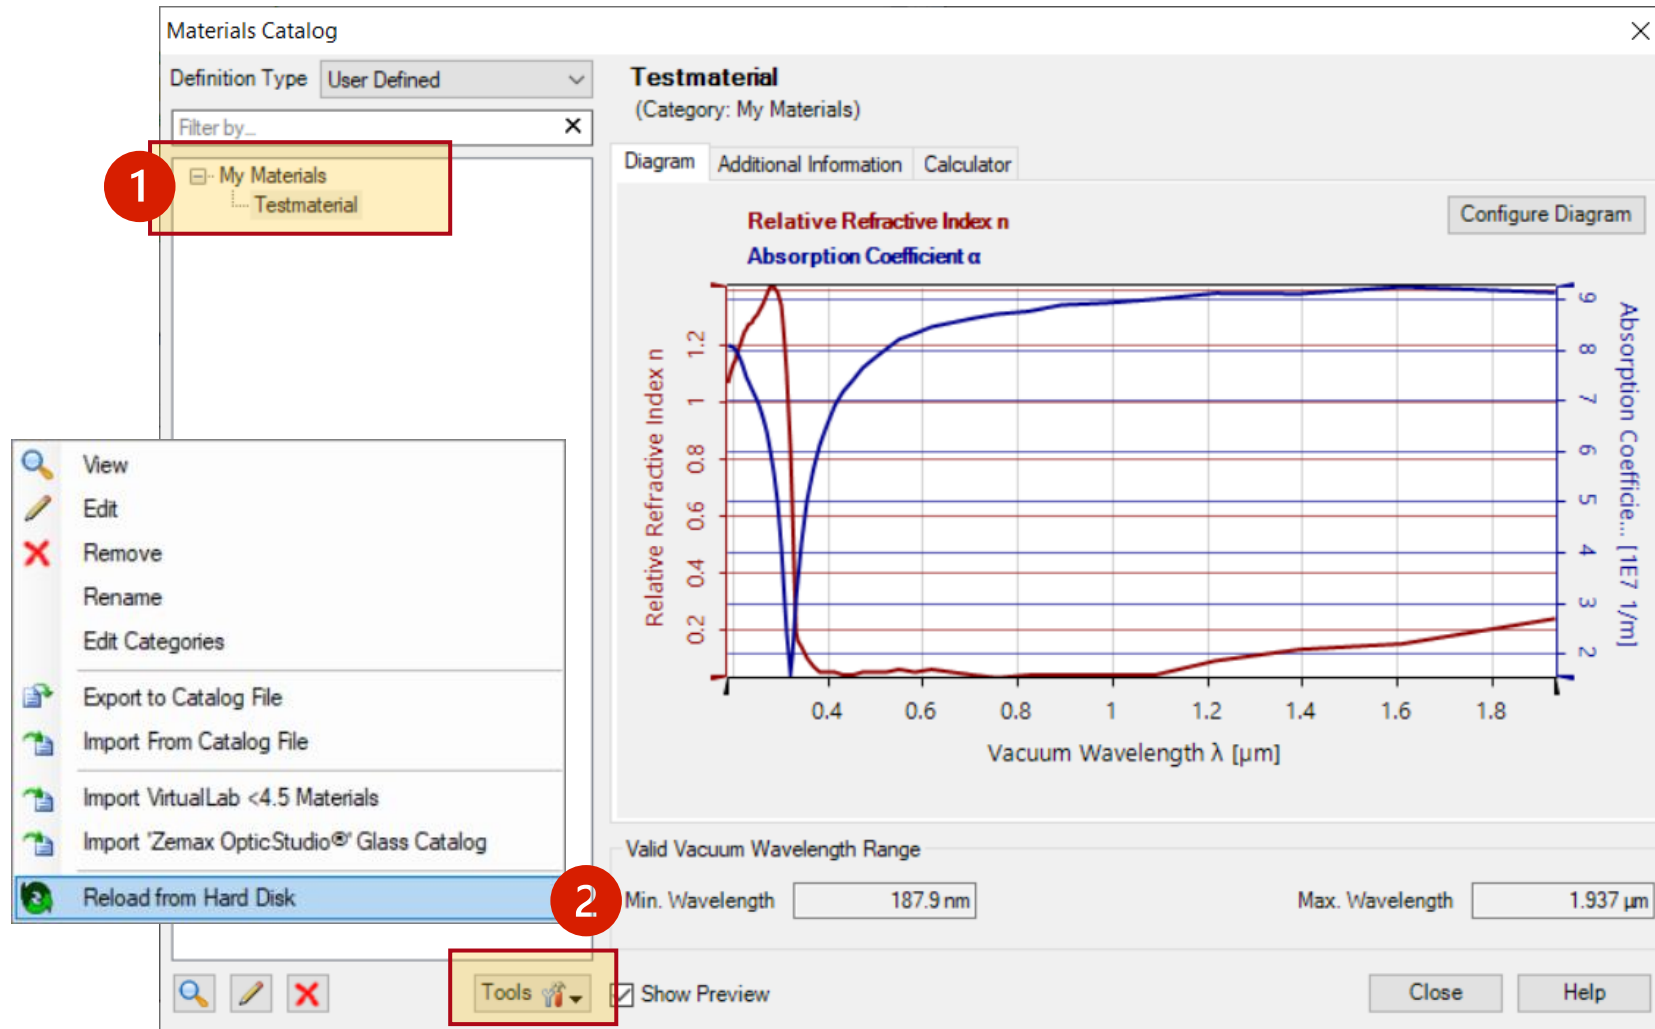 Materials Catalog
Definition Type User Defined
Filter by...
1
My Materials
Testmaterial
View
Edit
Remove
Rename
Edit Categories
Export to Catalog File
Import From Catalog File
Import VirtualLab <4.5 Materials
Import 'Zemax OpticStudio®' Glass Catalog
Reload from Hard Disk
2
Tools
Testmaterial
(Category: My Materials)
Diagram Additional Information Calculator
Configure Diagram
Relative Refractive Index n
Absorption Coefficient α
Relative Refractive Index n
1.2
1
0.8
0.6
0.4
0.2
9
8
7
6
5
4
3
2
Absorption Coefficie... [1E7 1/m]
0.4 0.6 0.8 1 1.2 1.4 1.6 1.8
Vacuum Wavelength λ [µm]
Valid Vacuum Wavelength Range
Min. Wavelength 187.9 nm
Max. Wavelength 1.937 µm
Show Preview
Close Help